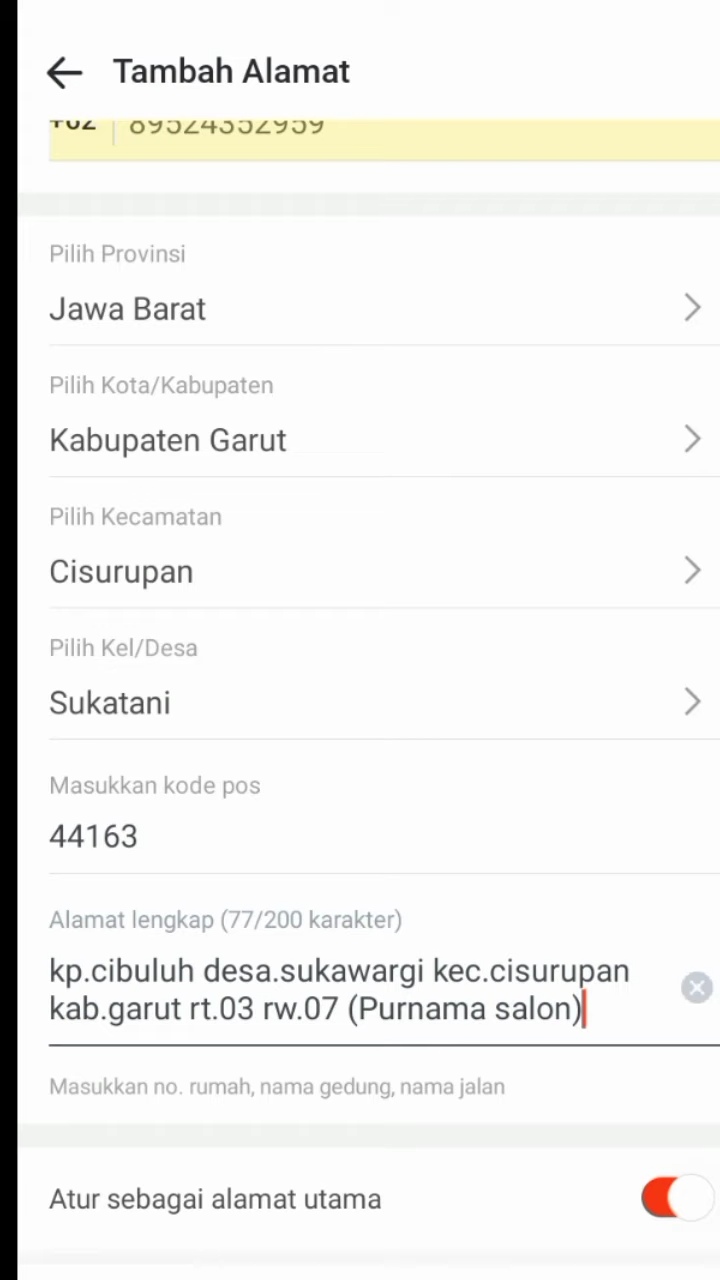 Tambah Alamat
+62 89524352959
Pilih Provinsi
Jawa Barat
Pilih Kota/Kabupaten
Kabupaten Garut
Pilih Kecamatan
Cisurupan
Pilih Kel/Desa
Sukatani
Masukkan kode pos
44163
Alamat lengkap (77/200 karakter)
kp.cibuluh desa.sukawargi kec.cisurupan
kab.garut rt.03 rw.07 (Purnama salon)
Masukkan no. rumah, nama gedung, nama jalan
Atur sebagai alamat utama